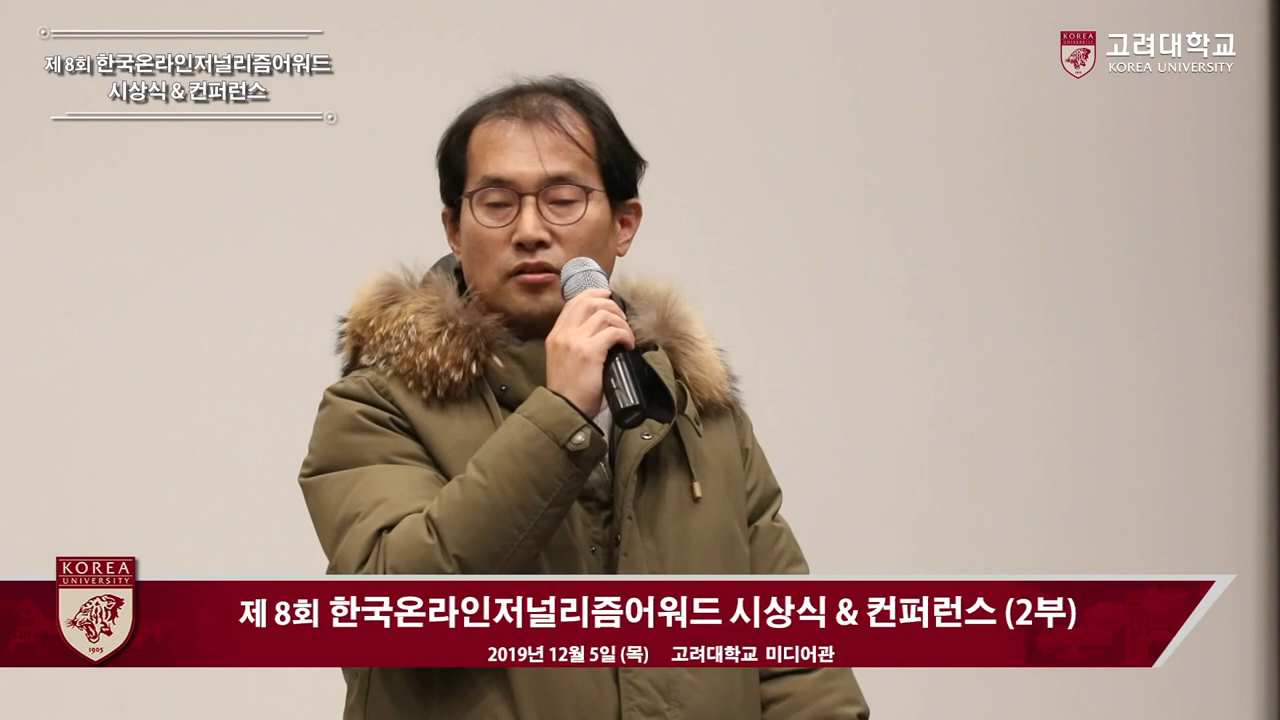 제 8회 한국온라인저널리즘어워드
시상식 & 컨퍼런스
KOREA
UNIVERSITY
고려대학교
KOREA UNIVERSITY
KOREA
UNIVERSITY
1905
제 8회 한국온라인저널리즘어워드 시상식 & 컨퍼런스 (2부)
2019년 12월 5일 (목) 고려대학교 미디어관